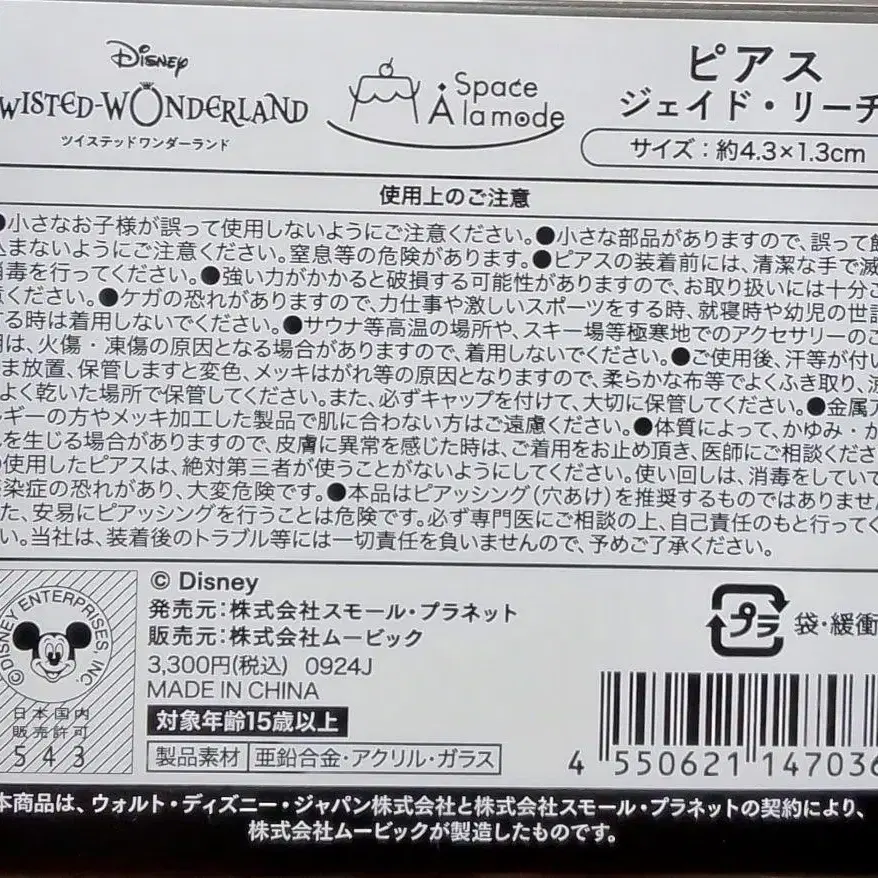 Disney
WISTED-WONDERLAND
ツイステッドワンダーランド
Space
À lamode
ピアス
ジェイド・リーチ
サイズ：約4.3×1.3cm
使用上のご注意
●小さなお子様が誤って使用しないようにご注意ください。●小さな部品がありますので、誤って飲
込まないようにご注意ください。窒息等の危険があります。●ピアスの装着前には、清潔な手で滅
消毒を行ってください。●強い力がかかると破損する可能性がありますので、お取り扱いには十分ご
意ください。●ケガの恐れがありますので、力仕事や激しいスポーツをする時、就寝時や幼児の世話
する時は着用しないでください。●サウナ等高温の場所や、スキー場等極寒地でのアクセサリーのご
用は、火傷・凍傷の原因となる場合がありますので、着用しないでください。●ご使用後、汗等が付い
まま放置、保管しますと変色、メッキはがれ等の原因となりますので、柔らかな布等でよくふき取り、
よく乾いた場所で保管してください。また、必ずキャップを付けて、大切に保管してください。●金属ア
ルギーの方やメッキ加工した製品で肌に合わない方はご遠慮ください。●体質によって、かゆみ・か
を生じる場合がありますので、皮膚に異常を感じた時は、ご着用をお止め頂き、医師にご相談くださ
の使用したピアスは、絶対第三者が使うことがないようにしてください。使い回しは、消毒をしていて
感染症の恐れがあり、大変危険です。●本品はピアッシング（穴あけ）を推奨するものではありませ
た、安易にピアッシングを行うことは危険です。必ず専門医にご相談の上、自己責任のもと行ってく
い。当社は、装着後のトラブル等には一切責任を負いませんので、予めご了承ください。
©DISNEY ENTERPRISES, INC.
日本国内
販売許可
543
© Disney
発売元：株式会社スモール・プラネット
販売元：株式会社ムービック
3,300円(税込) 0924J
MADE IN CHINA
対象年齢15歳以上
製品素材 亜鉛合金・アクリル・ガラス
プラ 袋・緩衝
4 550621 147036
本商品は、ウォルト・ディズニー・ジャパン株式会社と株式会社スモール・プラネットの契約により、
株式会社ムービックが製造したものです。